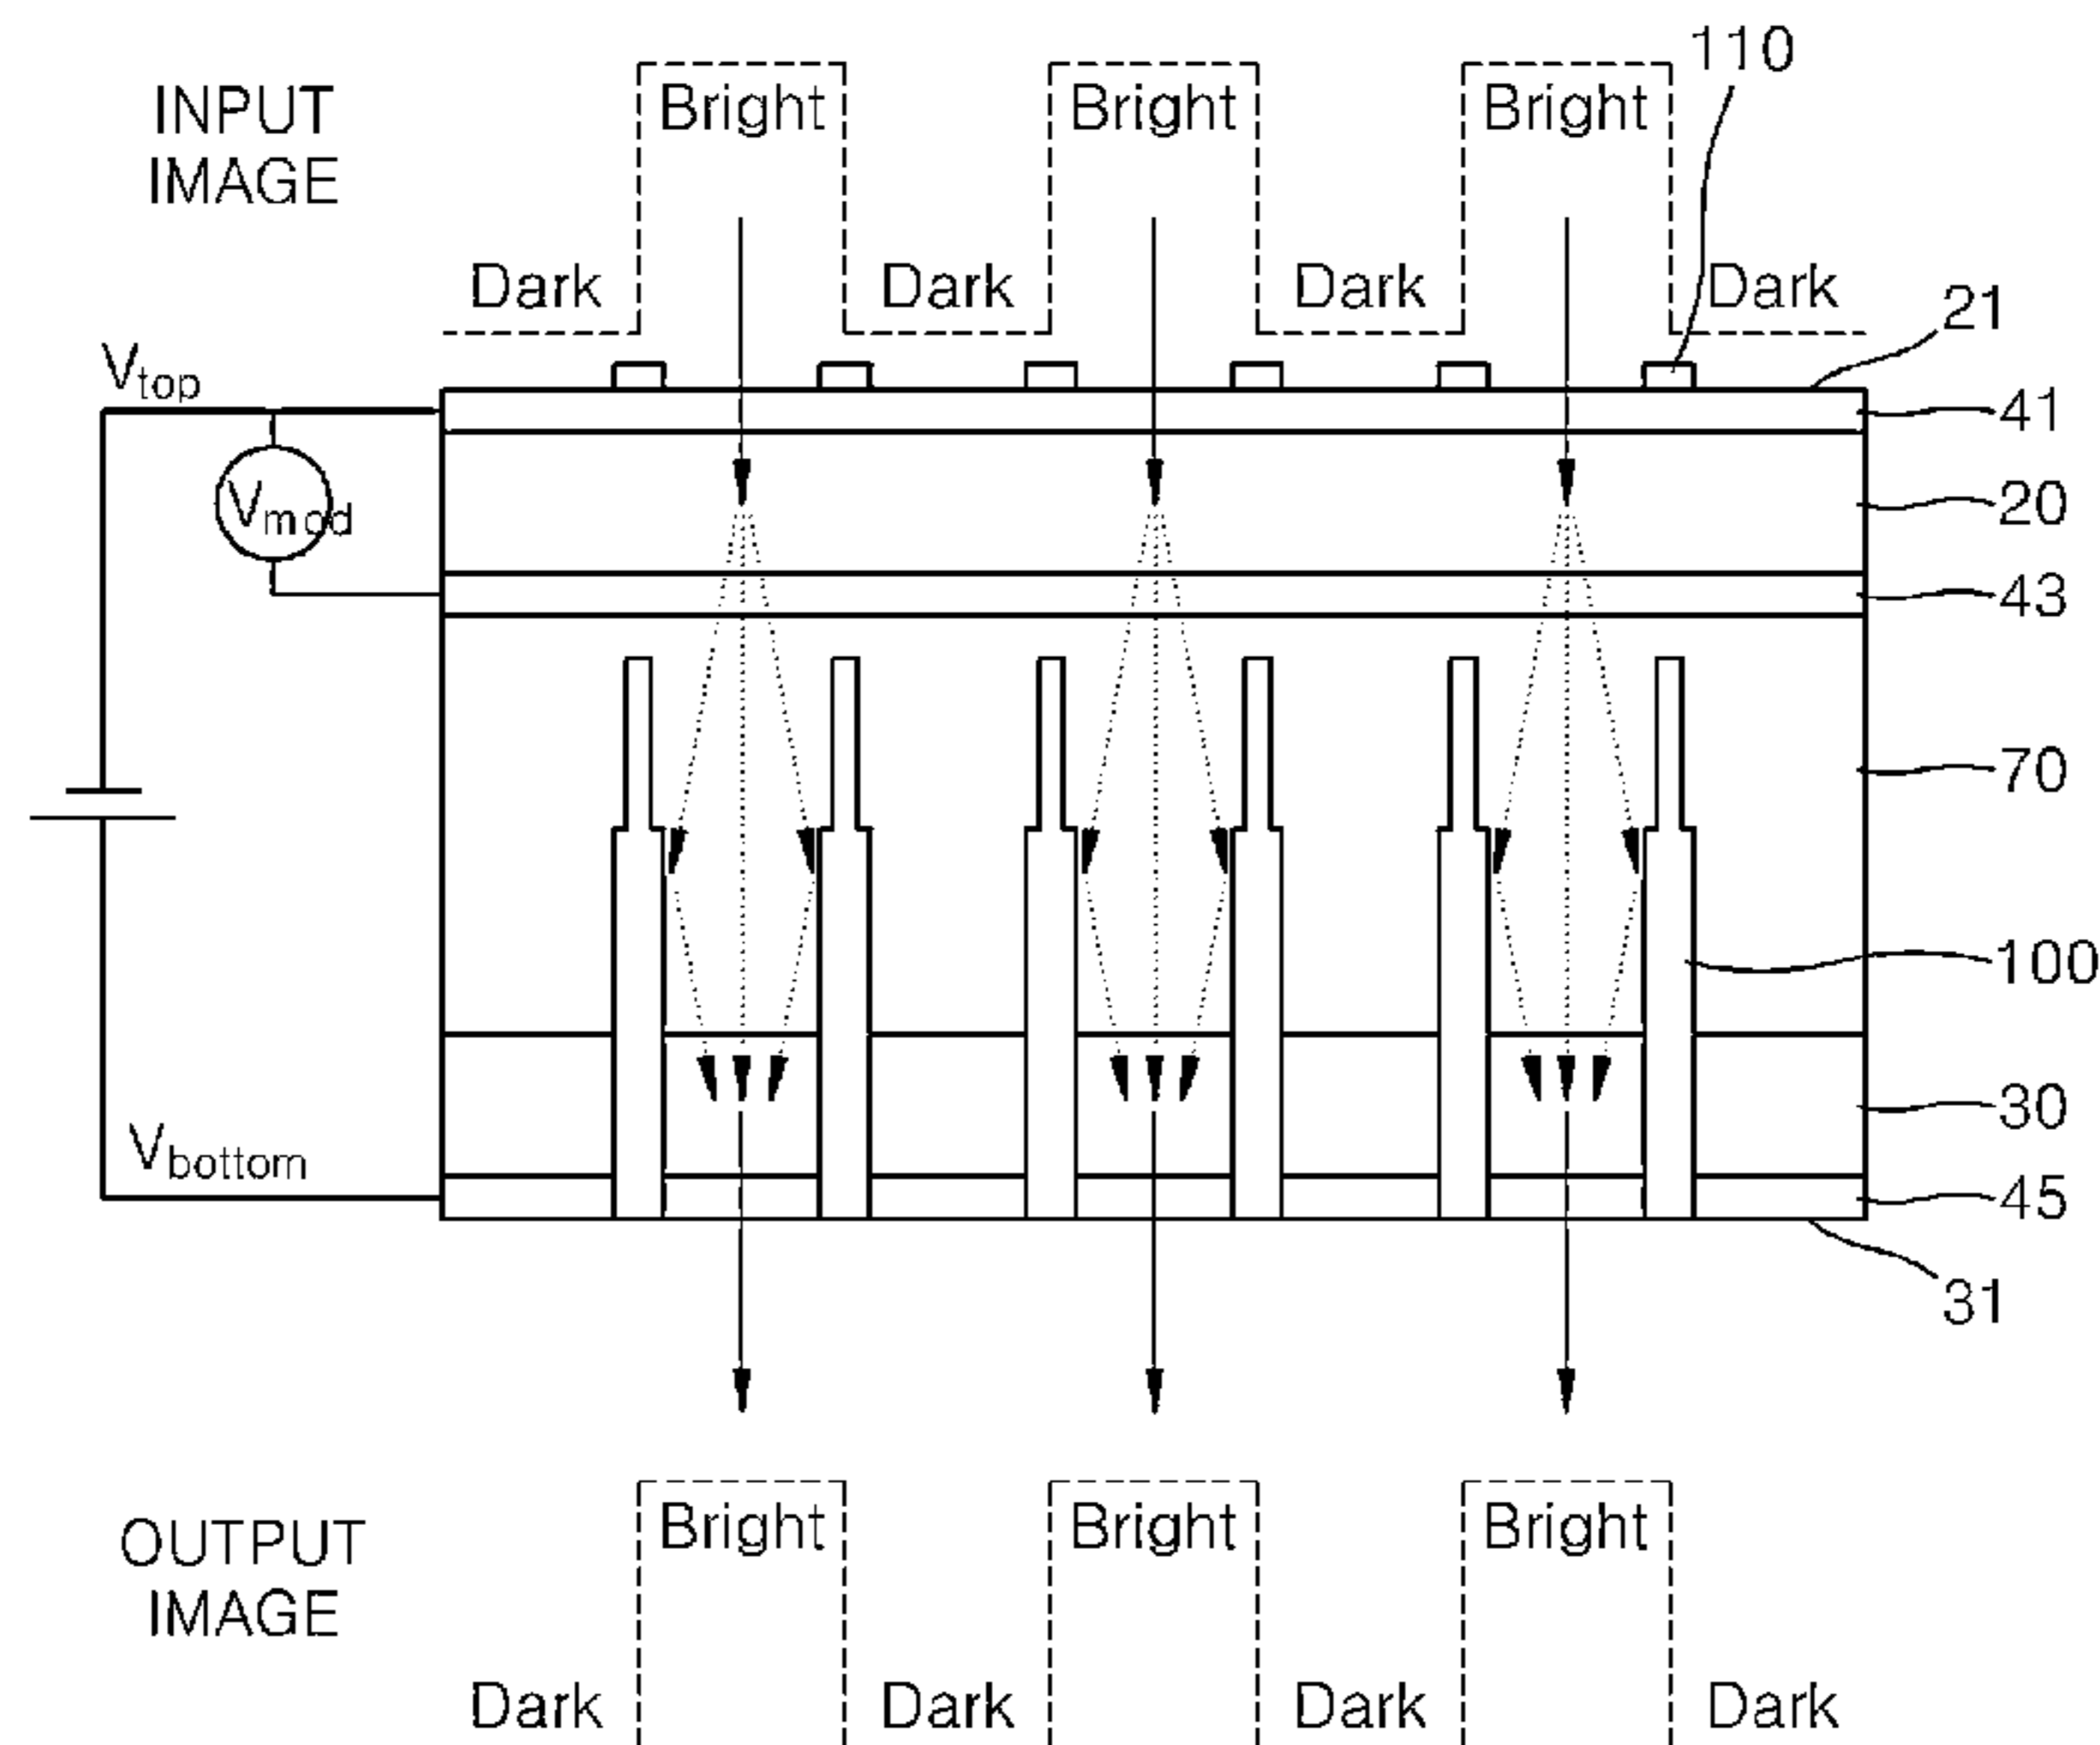 110
INPUT
IMAGE
Bright Bright Bright
Dark Dark Dark Dark
21
Vtop
41
Vmod
20
43
70
100
30
Vbottom
45
31
OUTPUT
IMAGE
Bright Bright Bright
Dark Dark Dark Dark